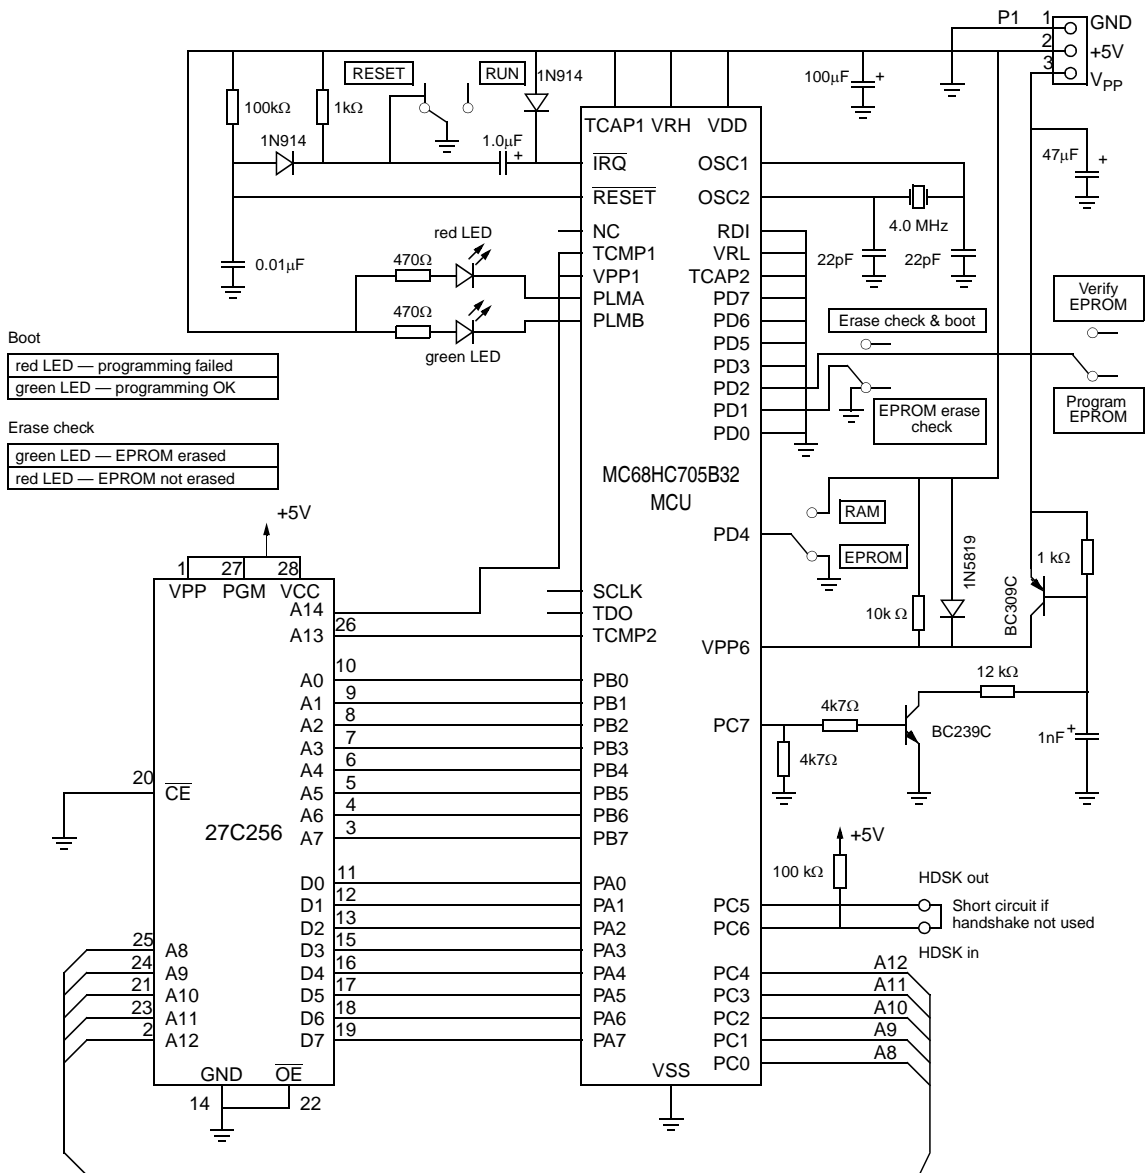 P1
1
GND
2
+5V
3
VPP
RESET
RUN
1N914
100µF
+
100kΩ
1kΩ
1N914
1.0µF
+
TCAP1 VRH VDD
47µF
+
IRQ
OSC1
RESET
OSC2
4.0 MHz
NC
RDI
red LED
TCMP1
VRL
22pF
22pF
0.01µF
470Ω
VPP1
TCAP2
PLMA
PD7
Verify
EPROM
470Ω
PLMB
PD6
Erase check & boot
green LED
PD5
PD3
PD2
PD1
PD0
EPROM erase
check
Program
EPROM
Boot
red LED — programming failed
green LED — programming OK
Erase check
green LED — EPROM erased
red LED — EPROM not erased
MC68HC705B32
MCU
+5V
RAM
PD4
EPROM
1N5819
1 kΩ
BC309C
1
27
28
VPP PGM VCC
A14
SCLK
TDO
26
A13
TCMP2
10k Ω
VPP6
10
A0
PB0
12 kΩ
9
A1
PB1
8
A2
PB2
PC7
4k7Ω
BC239C
1nF
+
7
A3
PB3
4k7Ω
6
A4
PB4
20
CE
5
A5
PB5
4
A6
PB6
27C256
3
A7
PB7
+5V
100 kΩ
11
D0
PA0
HDSK out
12
D1
PA1
PC5
Short circuit if
handshake not used
13
D2
PA2
PC6
HDSK in
25
A8
15
D3
PA3
24
A9
16
D4
PA4
PC4
A12
21
A10
17
D5
PA5
PC3
A11
23
A11
18
D6
PA6
PC2
A10
2
A12
19
D7
PA7
PC1
A9
PC0
A8
GND
OE
VSS
14
22